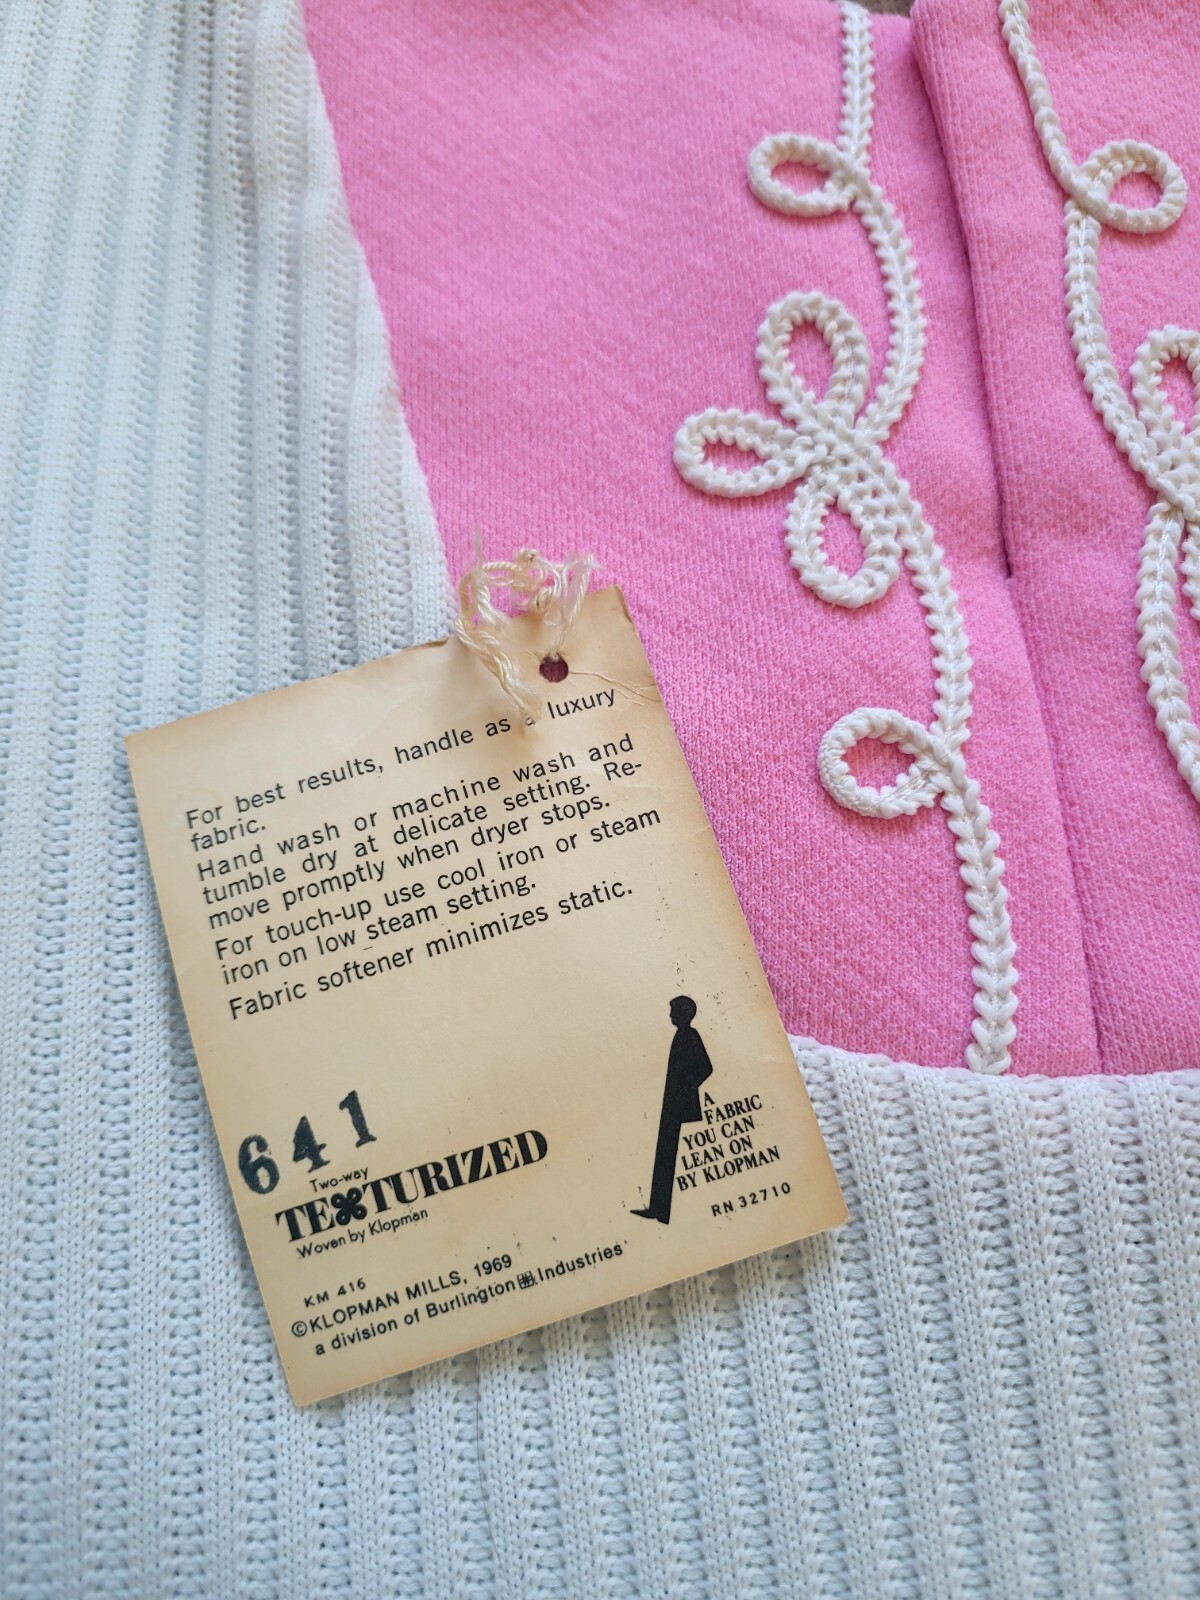 For best results, handle as a luxury
fabric.
Hand wash or machine wash and
tumble dry at delicate setting. Re-
move promptly when dryer stops.
For touch-up use cool iron or steam
iron on low steam setting.
Fabric softener minimizes static.
641
Two-way
TEXTURIZED
Woven by Klopman
A
FABRIC
YOU CAN
LEAN ON
BY KLOPMAN
RN 32710
KM 416
©KLOPMAN MILLS, 1969
a division of Burlington Industries